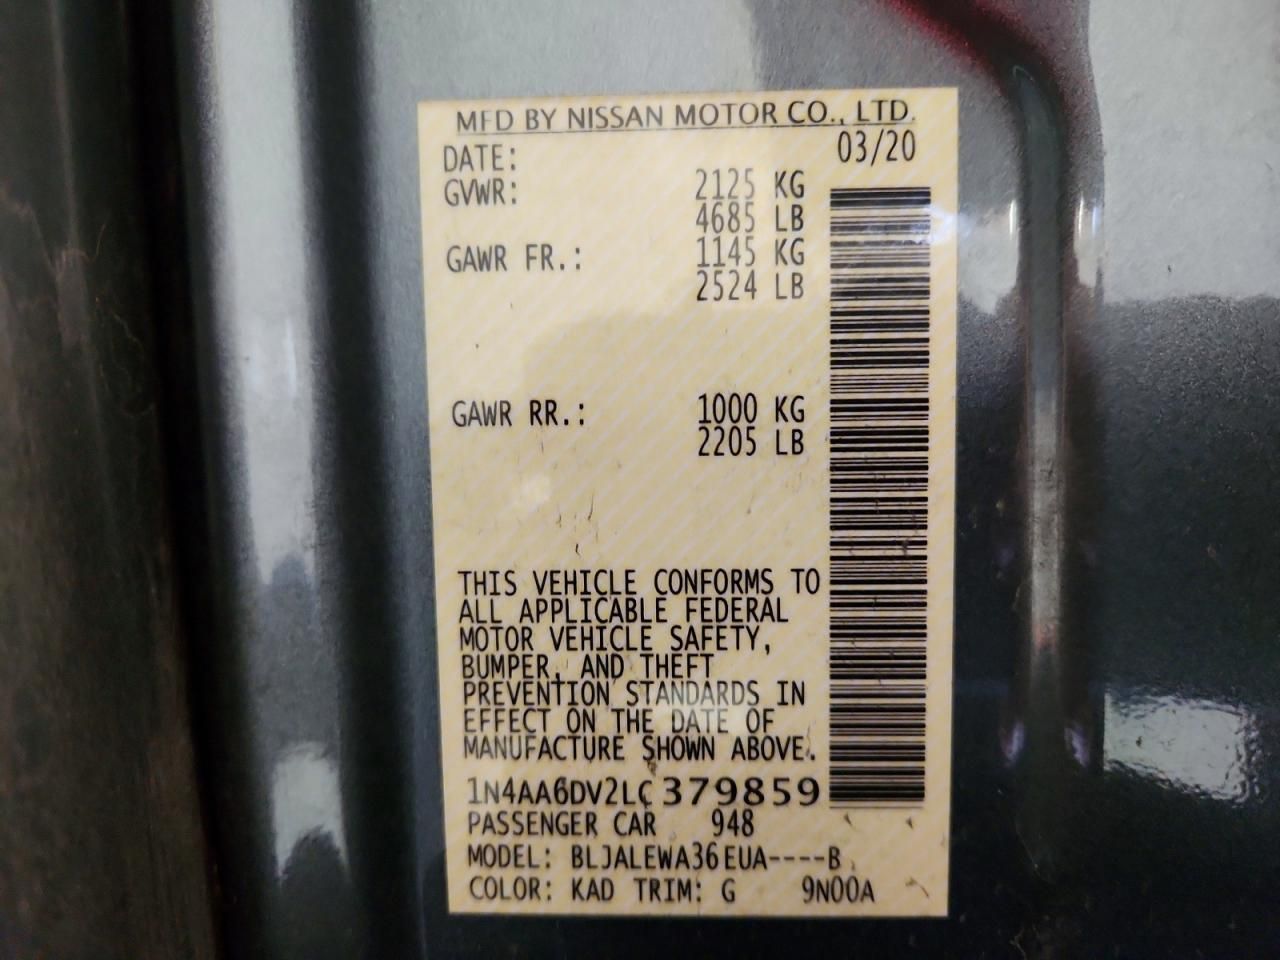 MFD BY NISSAN MOTOR CO., LTD.
DATE: 03/20
GVWR: 2125 KG
4685 LB
GAWR FR.: 1145 KG
2524 LB
GAWR RR.: 1000 KG
2205 LB
THIS VEHICLE CONFORMS TO
ALL APPLICABLE FEDERAL
MOTOR VEHICLE SAFETY,
BUMPER, AND THEFT
PREVENTION STANDARDS IN
EFFECT ON THE DATE OF
MANUFACTURE SHOWN ABOVE.
1N4AA6DV2LC379859
PASSENGER CAR 948
MODEL: BLJALEWA36EUA----B
COLOR: KAD TRIM: G 9N00A